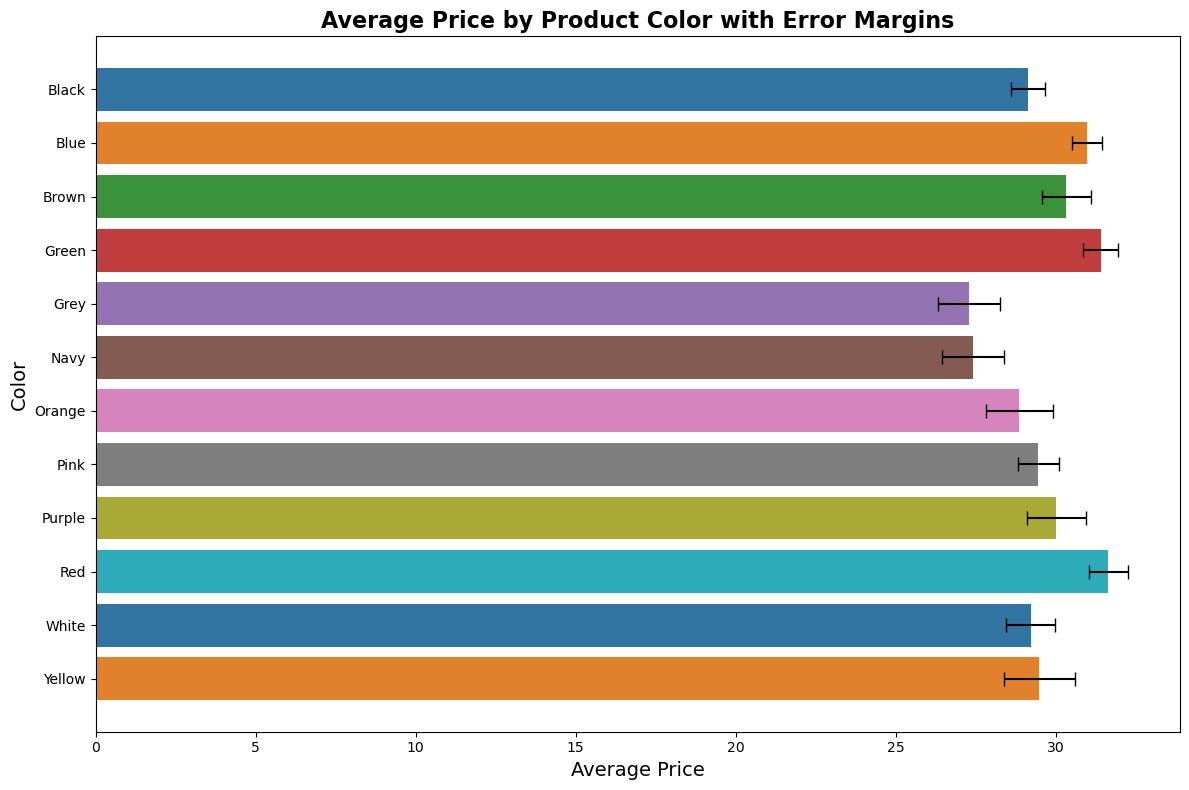 Average Price by Product Color with Error Margins
Black
Blue
Brown
Green
Grey
Navy
Orange
Pink
Purple
Red
White
Yellow
Color
0 5 10 15 20 25 30
Average Price